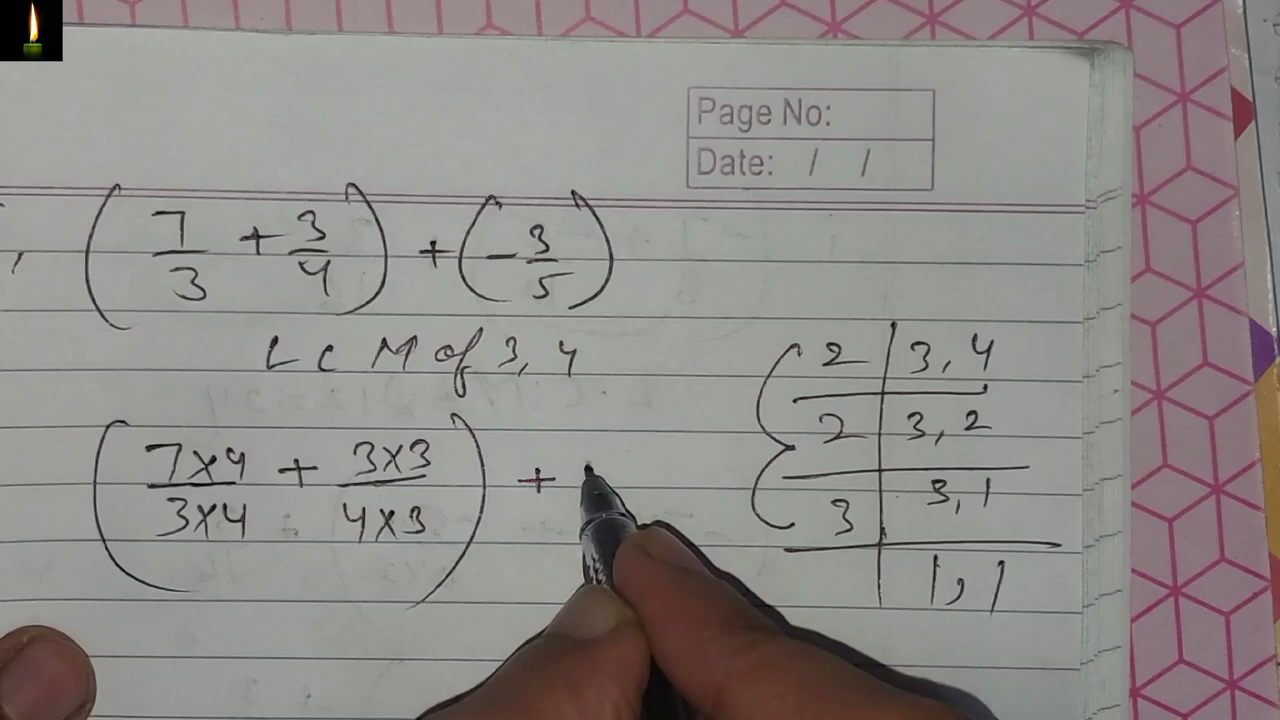 Page No:
Date: / /
, (7/3 + 3/4) + (-3/5)
LCM of 3, 4
2 | 3, 4
2 | 3, 2
3 | 3, 1
| 1, 1
(7×4/3×4 + 3×3/4×3) +